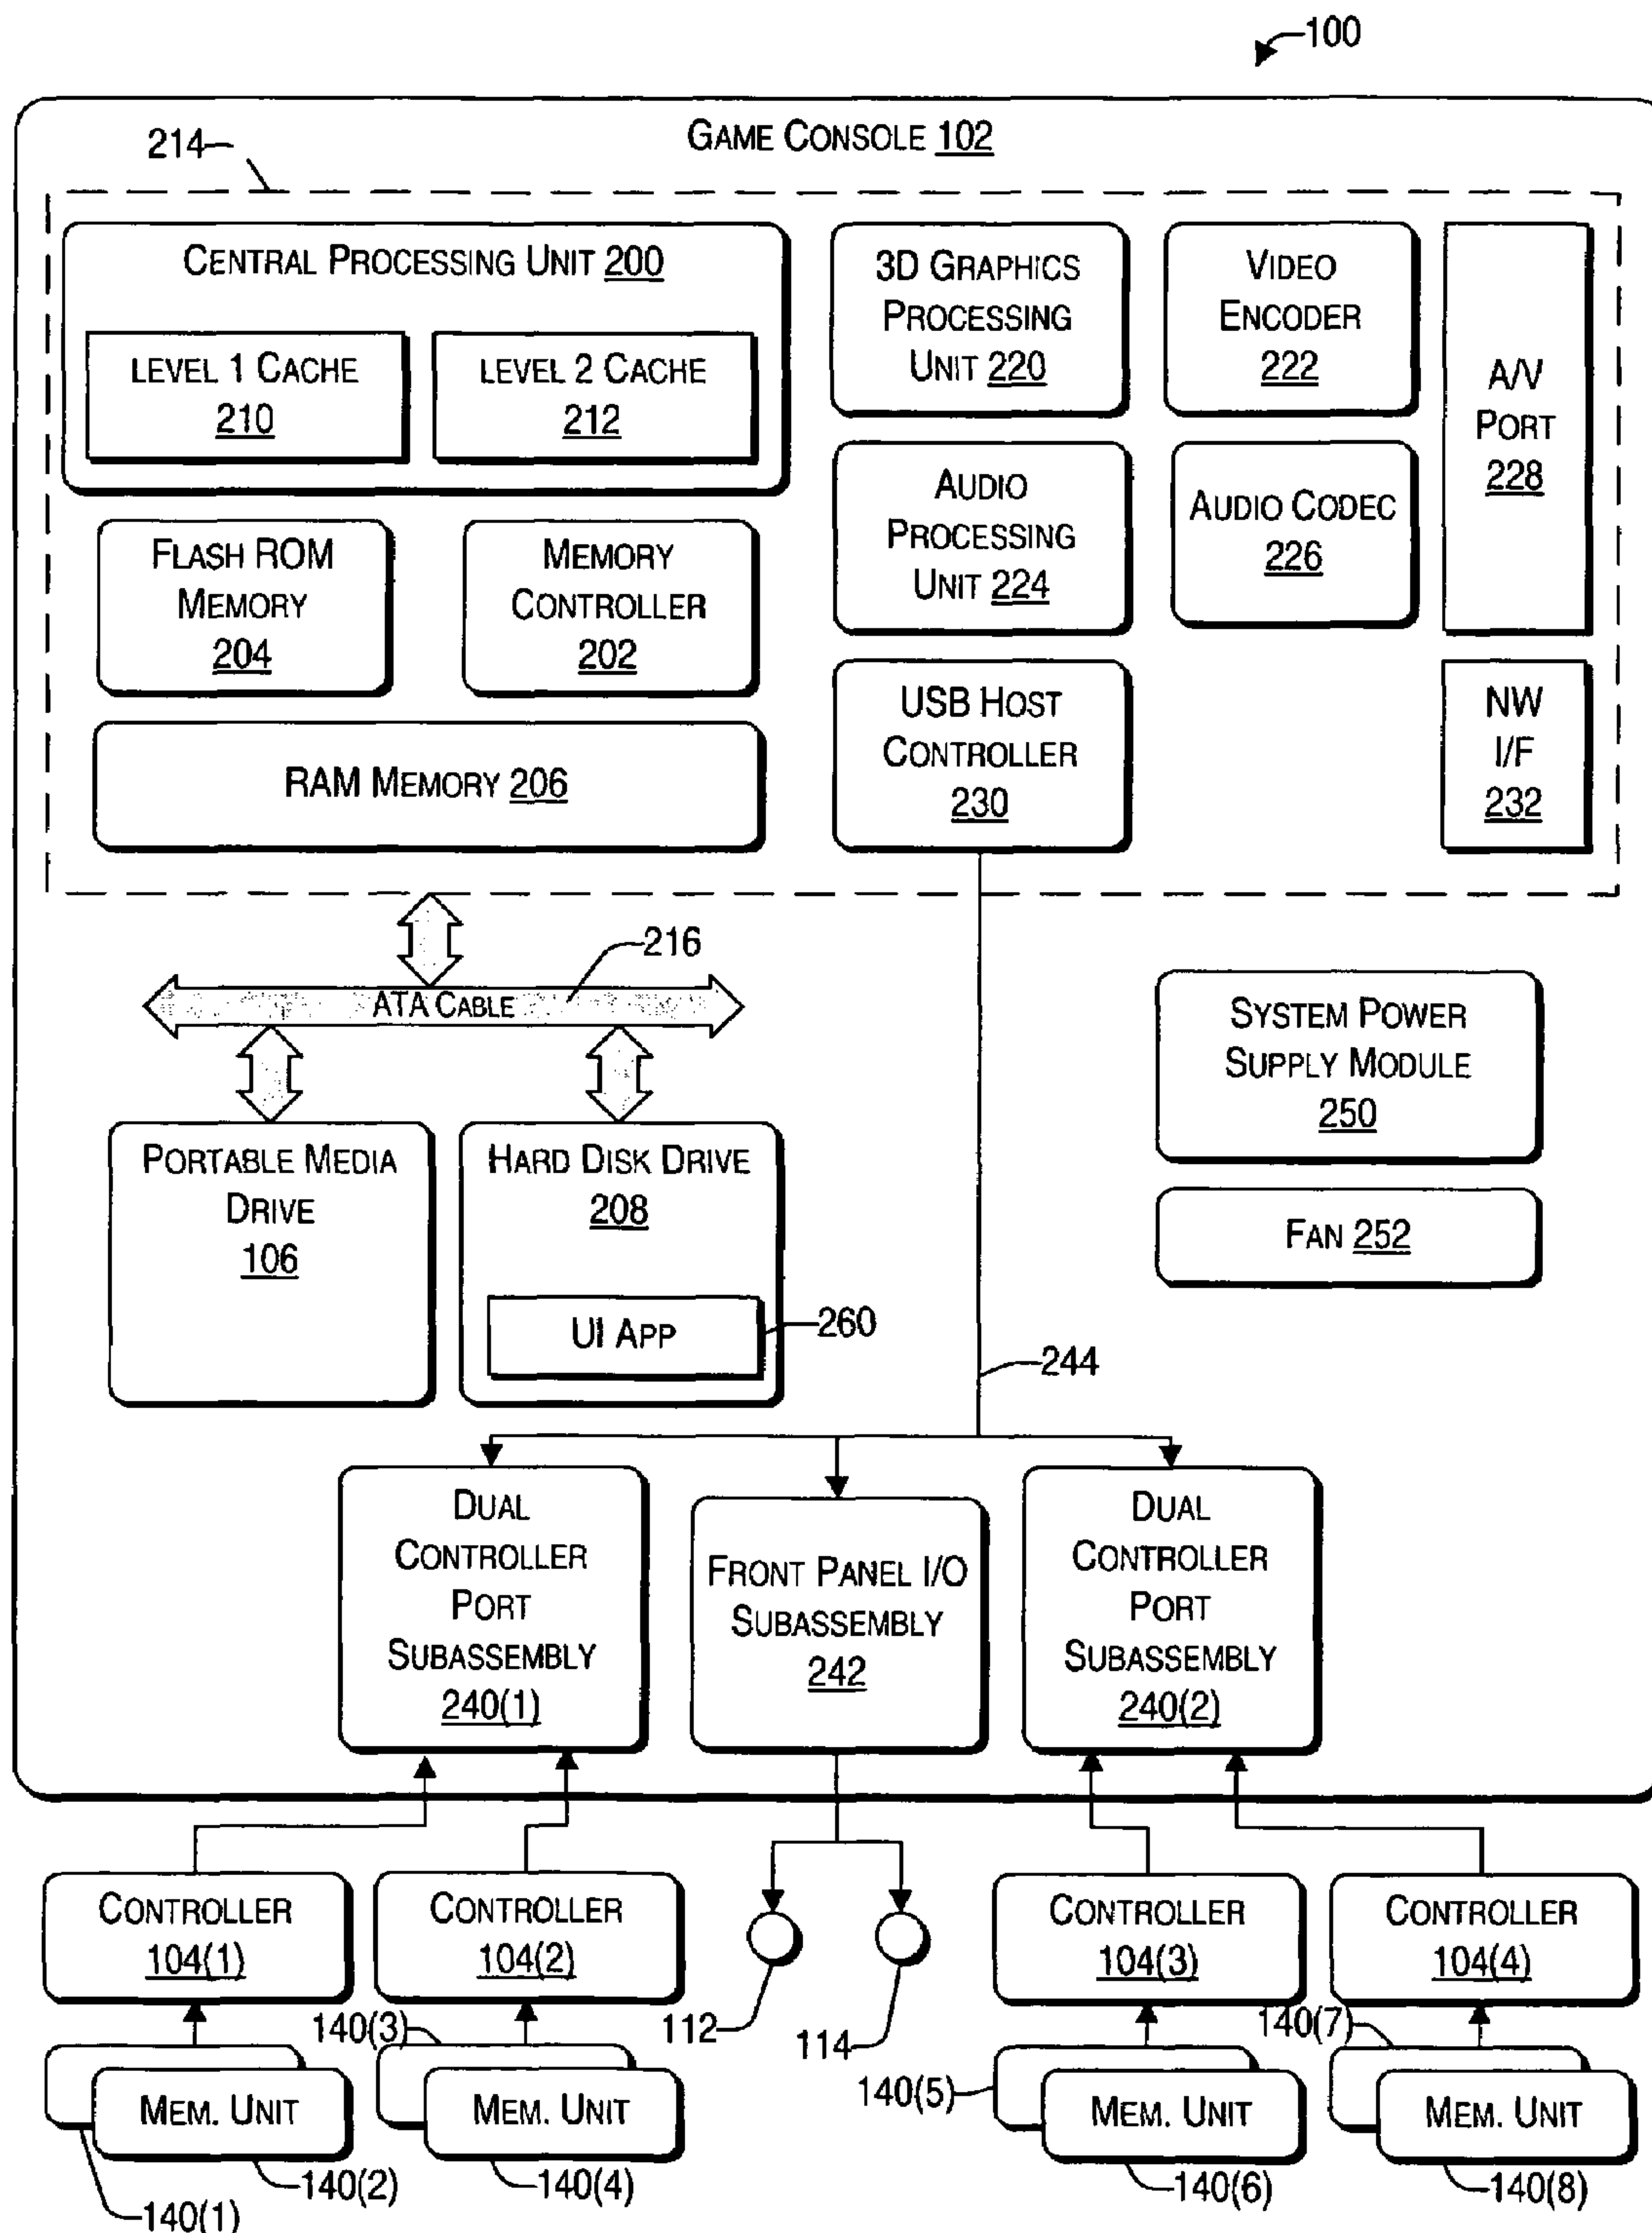 100
GAME CONSOLE 102
214
CENTRAL PROCESSING UNIT 200
LEVEL 1 CACHE
210
LEVEL 2 CACHE
212
3D GRAPHICS
PROCESSING
UNIT 220
VIDEO
ENCODER
222
A/V
PORT
228
FLASH ROM
MEMORY
204
MEMORY
CONTROLLER
202
AUDIO
PROCESSING
UNIT 224
AUDIO CODEC
226
RAM MEMORY 206
USB HOST
CONTROLLER
230
NW
I/F
232
216
ATA CABLE
SYSTEM POWER
SUPPLY MODULE
250
PORTABLE MEDIA
DRIVE
106
HARD DISK DRIVE
208
UI APP
260
FAN 252
244
DUAL
CONTROLLER
PORT
SUBASSEMBLY
240(1)
FRONT PANEL I/O
SUBASSEMBLY
242
DUAL
CONTROLLER
PORT
SUBASSEMBLY
240(2)
CONTROLLER
104(1)
CONTROLLER
104(2)
112
114
CONTROLLER
104(3)
CONTROLLER
104(4)
140(3)
140(7)
140(5)
MEM. UNIT
MEM. UNIT
MEM. UNIT
MEM. UNIT
140(2)
140(4)
140(6)
140(8)
140(1)